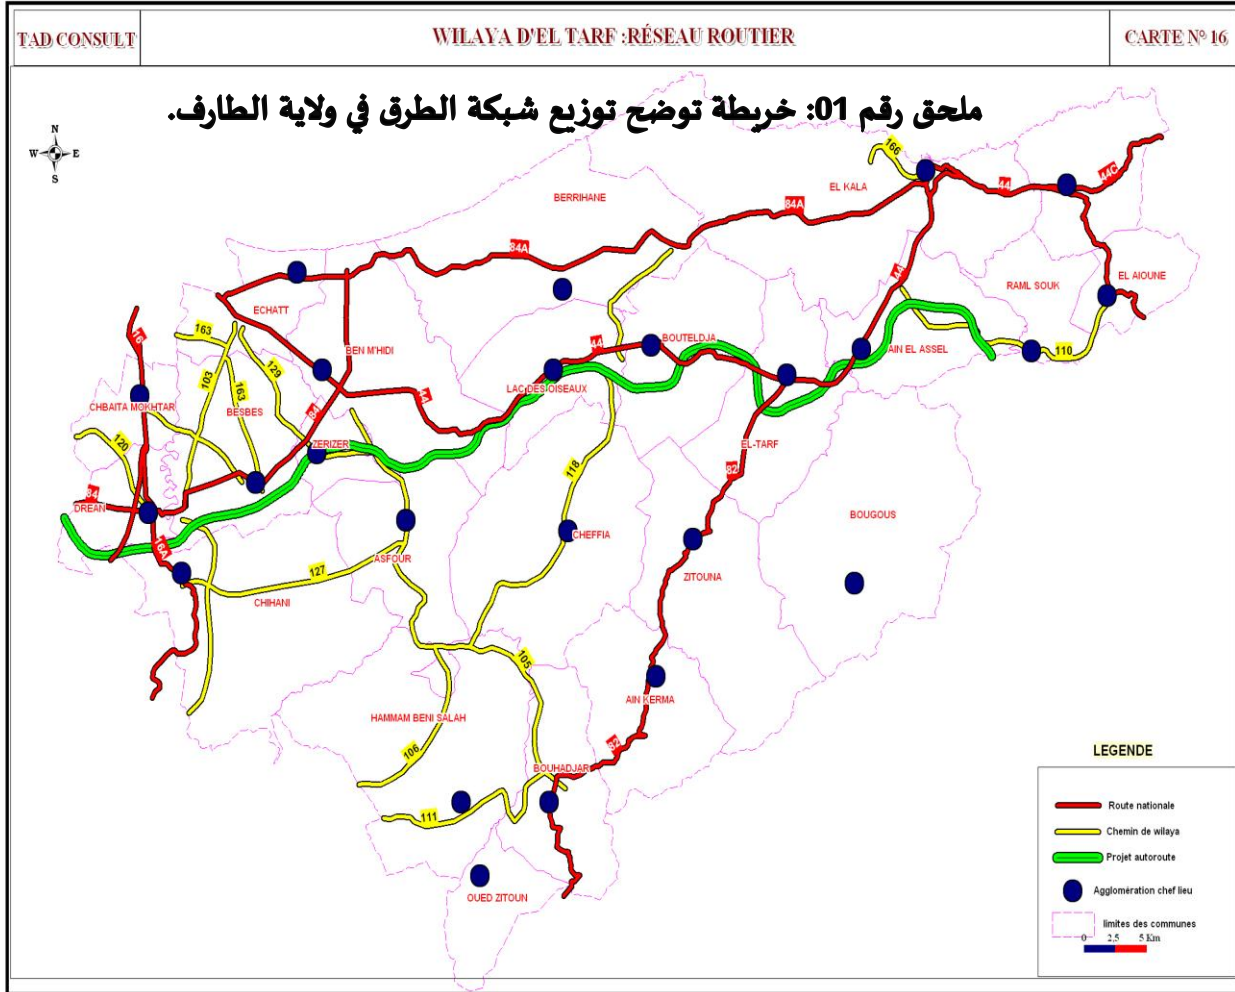 TAD CONSULT
WILAYA D'EL TARF :RÉSEAU ROUTIER
CARTE N° 16
ملحق رقم 01: خريطة توضح توزيع شبكة الطرق في ولاية الطارف.
N
W E
S
166
EL KALA
44
44C
BERRIHANE
84A
84A
44
EL AIOUNE
RAML SOUK
ECHATT
16
163
BEN M'HIDI
129
103
163
44
BOUTELDJA
AIN EL ASSEL
110
LAC DES OISEAUX
CHBAITA MOKHTAR
BESBES
84
44
120
ZERIZER
EL-TARF
118
82
84
DREAN
BOUGOUS
CHEFFIA
16A
ASFOUR
127
ZITOUNA
CHIHANI
105
AIN KERMA
HAMMAM BENI SALAH
106
82
BOUHADJAR
111
OUED ZITOUN
LEGENDE
Route nationale
Chemin de wilaya
Projet autoroute
Agglomération chef lieu
limites des communes
0 2,5 5 Km